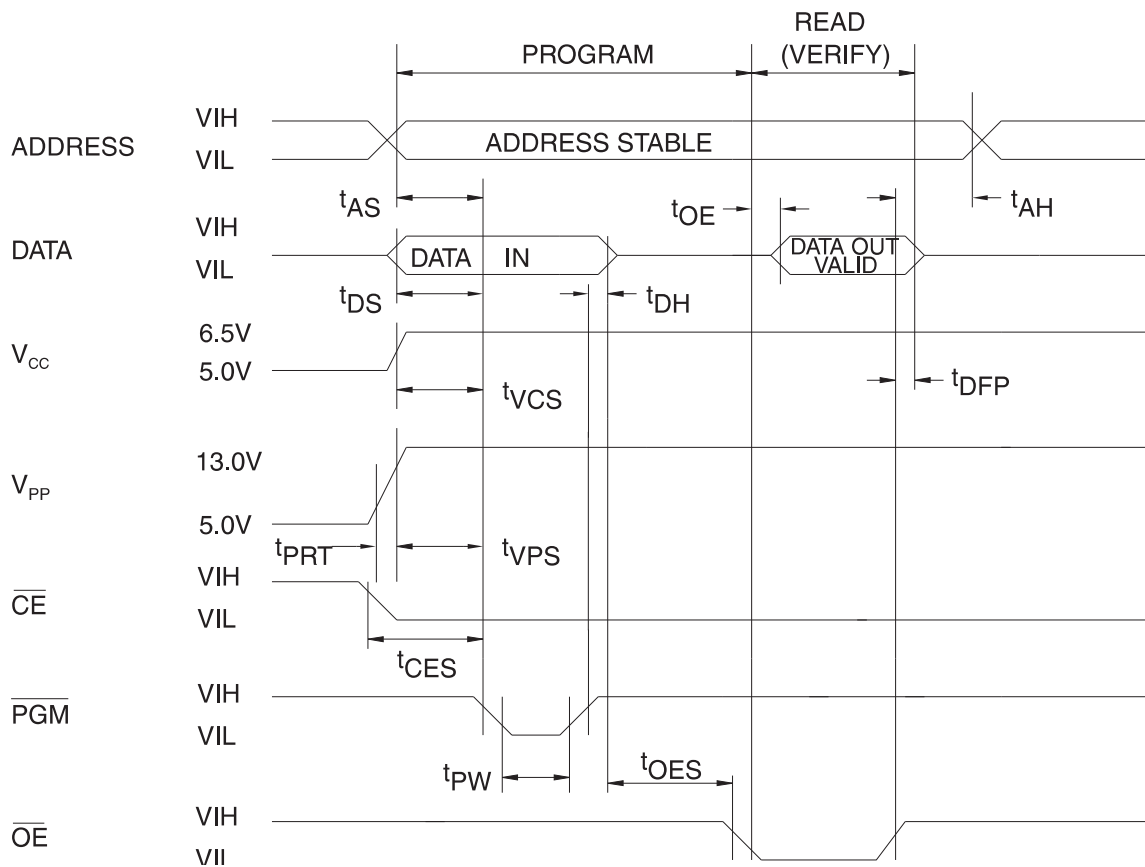 READ
PROGRAM (VERIFY)
ADDRESS VIH
VIL ADDRESS STABLE
tAS tOE tAH
DATA VIH
VIL DATA IN DATA OUT
VALID
tDS tDH
VCC 6.5V
5.0V
tVCS tDFP
VPP 13.0V
5.0V
tPRT tVPS
CE VIH
VIL
tCES
PGM VIH
VIL
tPW tOES
OE VIH
VIL